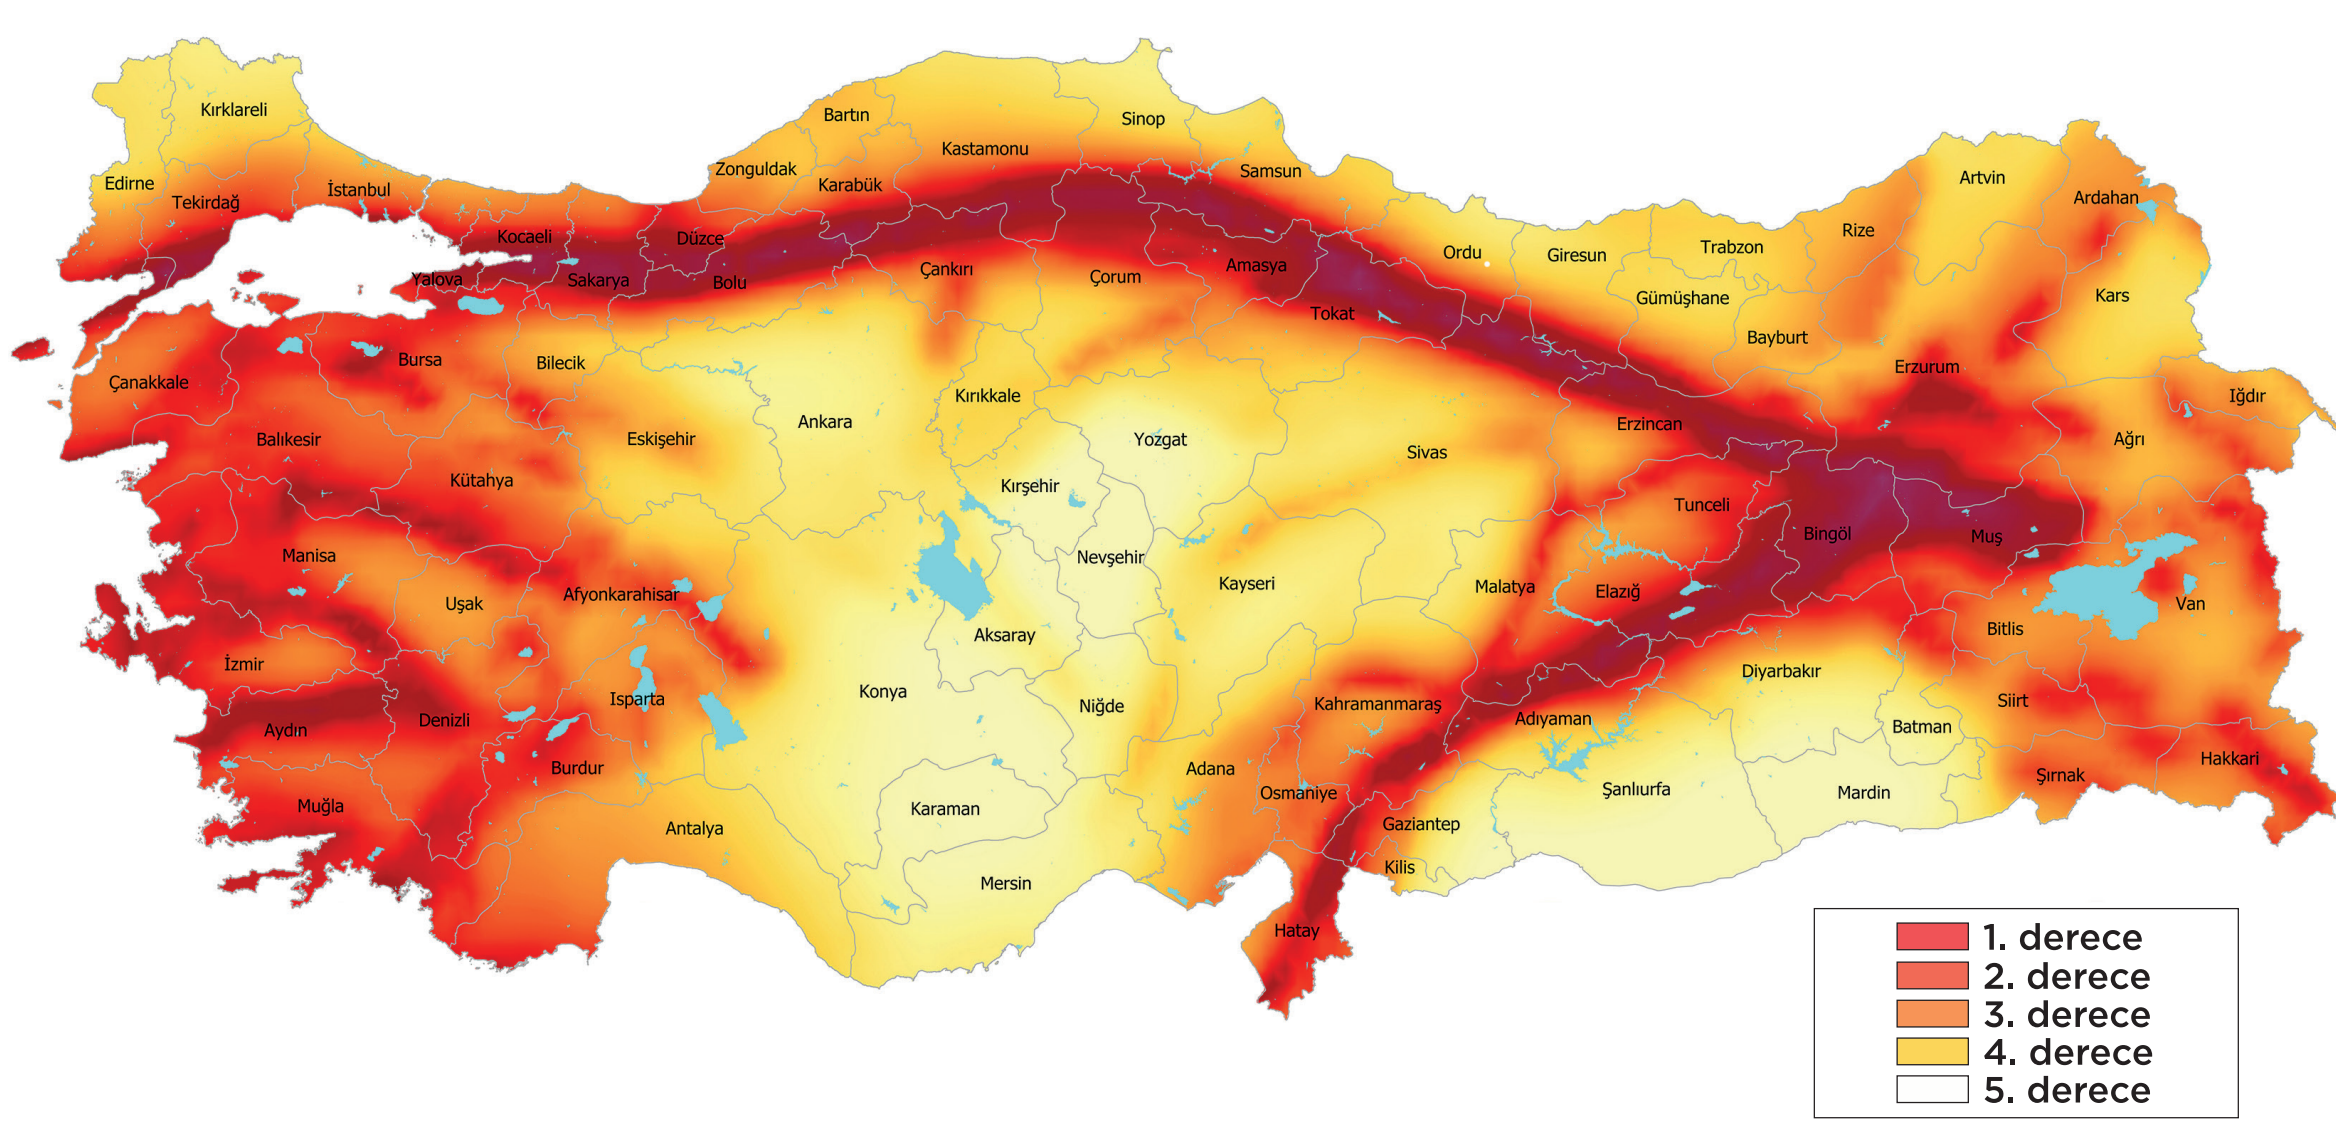 Kırklareli
Edirne
Tekirdağ
İstanbul
Kocaeli
Yalova
Sakarya
Düzce
Bolu
Zonguldak
Bartın
Karabük
Kastamonu
Sinop
Samsun
Çankırı
Çorum
Amasya
Tokat
Ordu
Giresun
Trabzon
Gümüşhane
Bayburt
Rize
Artvin
Ardahan
Kars
Erzurum
Iğdır
Ağrı
Çanakkale
Bursa
Bilecik
Balıkesir
Kütahya
Eskişehir
Ankara
Kırıkkale
Yozgat
Kırşehir
Sivas
Erzincan
Tunceli
Bingöl
Muş
Manisa
Uşak
Afyonkarahisar
Nevşehir
Kayseri
Malatya
Elazığ
Van
Bitlis
İzmir
Aksaray
Isparta
Konya
Niğde
Kahramanmaraş
Adıyaman
Diyarbakır
Siirt
Batman
Aydın
Denizli
Burdur
Muğla
Antalya
Karaman
Mersin
Adana
Osmaniye
Gaziantep
Kilis
Hatay
Şanlıurfa
Mardin
Şırnak
Hakkari
1. derece
2. derece
3. derece
4. derece
5. derece